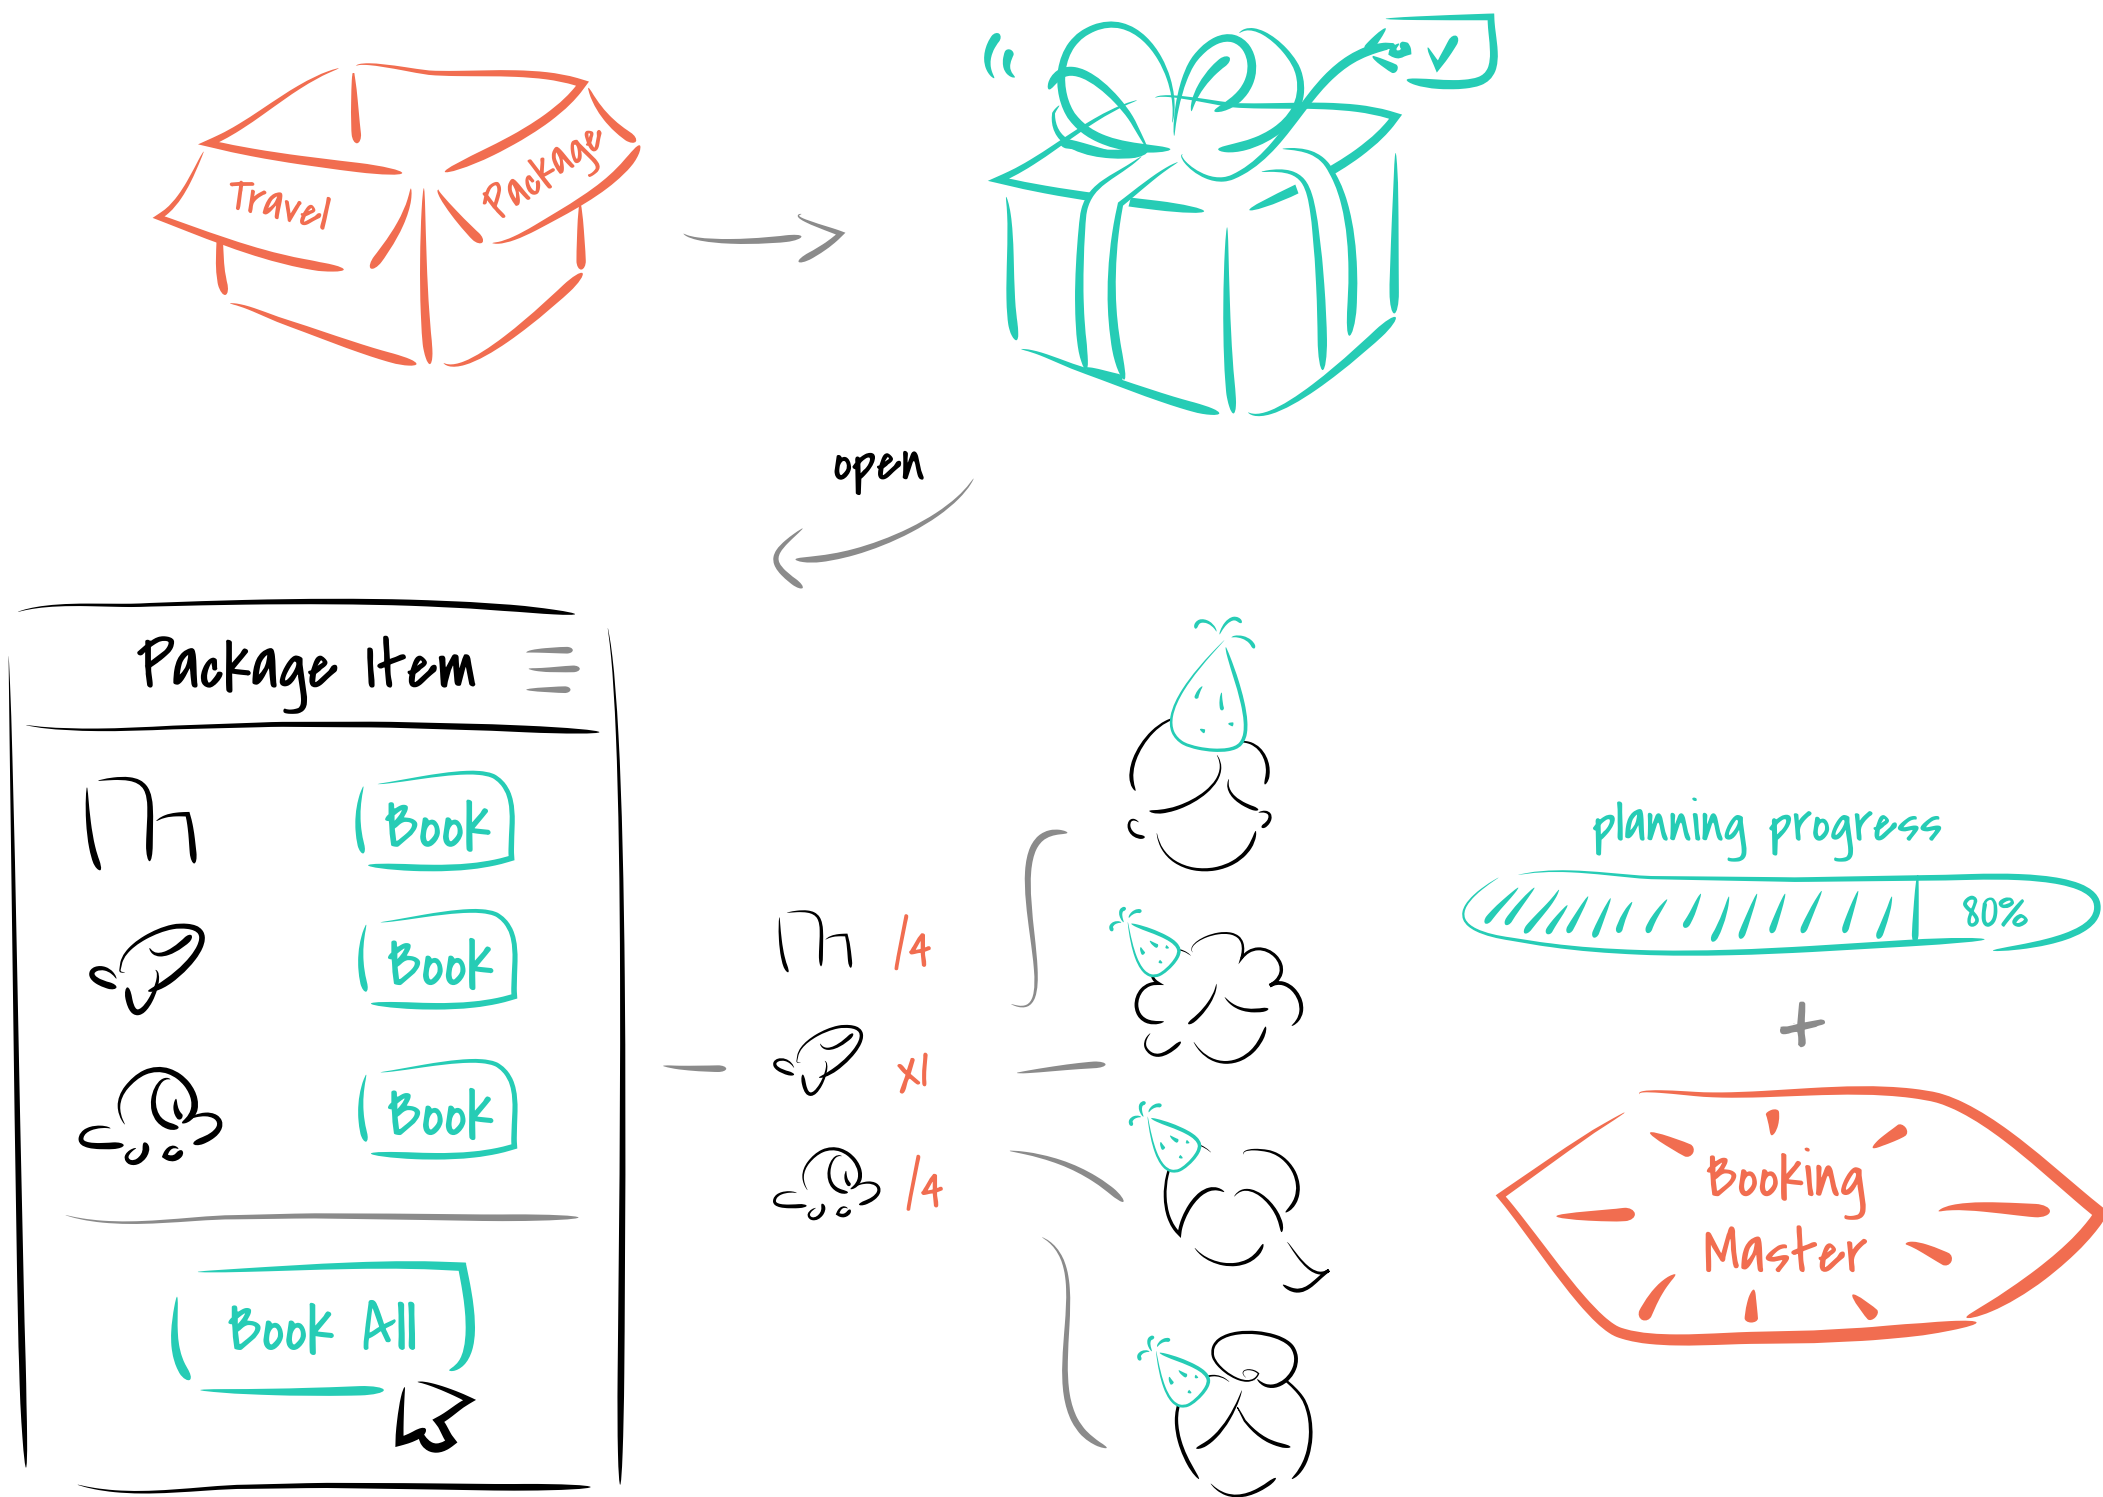 Travel
Package
open
Package Item
Book
Book
Book
Book All
/4
x1
/4
planning progress
80%
+
Booking
Master